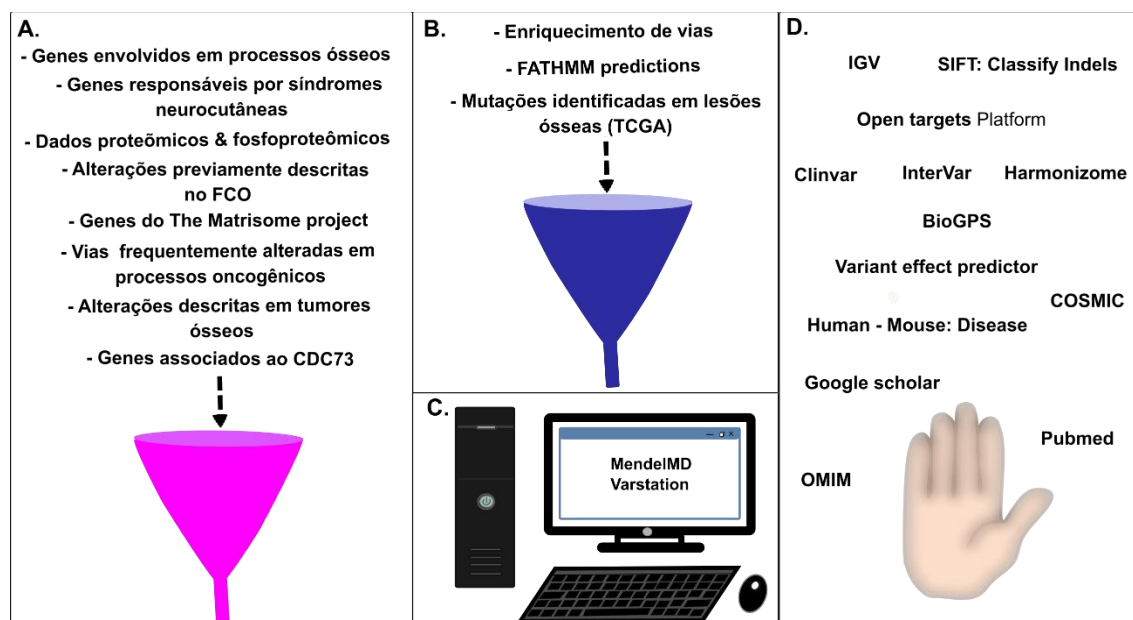 A.
- Genes envolvidos em processos ósseos
- Genes responsáveis por síndromes
neurocutâneas
- Dados proteõmicos & fosfoproteômicos
- Alterações previamente descritas
no FCO
- Genes do The Matrisome project
- Vias frequentemente alteradas em
processos oncogênicos
- Alterações descritas em tumores
ósseos
- Genes associados ao CDC73
B.
- Enriquecimento de vias
- FATHMM predictions
- Mutações identificadas em lesões
ósseas (TCGA)
C.
MendelMD
Varstation
D.
IGV
SIFT: Classify Indels
Open targets Platform
Clinvar
InterVar
Harmonizome
BioGPS
Variant effect predictor
COSMIC
Human - Mouse: Disease
Google scholar
Pubmed
OMIM